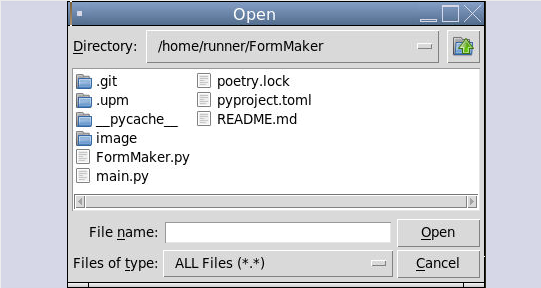 Open
Directory: /home/runner/FormMaker
.git
.upm
__pycache__
image
FormMaker.py
main.py
poetry.lock
pyproject.toml
README.md
File name: Open
Files of type: ALL Files (*.*) Cancel